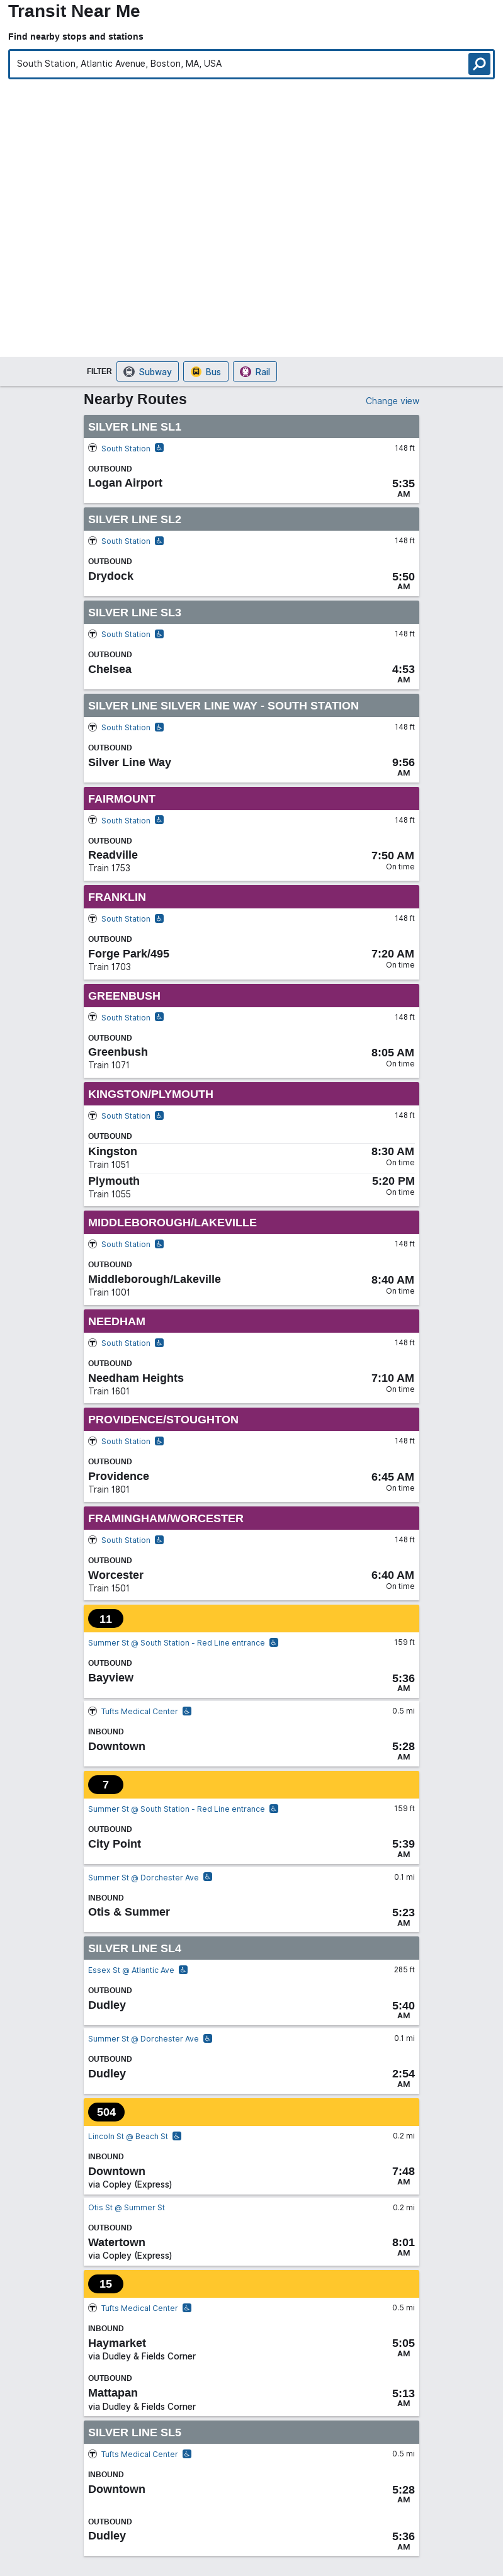 Transit Near Me
Find nearby stops and stations
South Station, Atlantic Avenue, Boston, MA, USA
FILTER Subway Bus Rail
Nearby Routes Change view
SILVER LINE SL1
South Station 148 ft
OUTBOUND
Logan Airport 5:35
AM
SILVER LINE SL2
South Station 148 ft
OUTBOUND
Drydock 5:50
AM
SILVER LINE SL3
South Station 148 ft
OUTBOUND
Chelsea 4:53
AM
SILVER LINE SILVER LINE WAY - SOUTH STATION
South Station 148 ft
OUTBOUND
Silver Line Way 9:56
AM
FAIRMOUNT
South Station 148 ft
OUTBOUND
Readville 7:50 AM
Train 1753 On time
FRANKLIN
South Station 148 ft
OUTBOUND
Forge Park/495 7:20 AM
Train 1703 On time
GREENBUSH
South Station 148 ft
OUTBOUND
Greenbush 8:05 AM
Train 1071 On time
KINGSTON/PLYMOUTH
South Station 148 ft
OUTBOUND
Kingston 8:30 AM
Train 1051 On time
Plymouth 5:20 PM
Train 1055 On time
MIDDLEBOROUGH/LAKEVILLE
South Station 148 ft
OUTBOUND
Middleborough/Lakeville 8:40 AM
Train 1001 On time
NEEDHAM
South Station 148 ft
OUTBOUND
Needham Heights 7:10 AM
Train 1601 On time
PROVIDENCE/STOUGHTON
South Station 148 ft
OUTBOUND
Providence 6:45 AM
Train 1801 On time
FRAMINGHAM/WORCESTER
South Station 148 ft
OUTBOUND
Worcester 6:40 AM
Train 1501 On time
11
Summer St @ South Station - Red Line entrance 159 ft
OUTBOUND
Bayview 5:36
AM
Tufts Medical Center 0.5 mi
INBOUND
Downtown 5:28
AM
7
Summer St @ South Station - Red Line entrance 159 ft
OUTBOUND
City Point 5:39
AM
Summer St @ Dorchester Ave 0.1 mi
INBOUND
Otis & Summer 5:23
AM
SILVER LINE SL4
Essex St @ Atlantic Ave 285 ft
OUTBOUND
Dudley 5:40
AM
Summer St @ Dorchester Ave 0.1 mi
OUTBOUND
Dudley 2:54
AM
504
Lincoln St @ Beach St 0.2 mi
INBOUND
Downtown 7:48
via Copley (Express) AM
Otis St @ Summer St 0.2 mi
OUTBOUND
Watertown 8:01
via Copley (Express) AM
15
Tufts Medical Center 0.5 mi
INBOUND
Haymarket 5:05
via Dudley & Fields Corner AM
OUTBOUND
Mattapan 5:13
via Dudley & Fields Corner AM
SILVER LINE SL5
Tufts Medical Center 0.5 mi
INBOUND
Downtown 5:28
AM
OUTBOUND
Dudley 5:36
AM